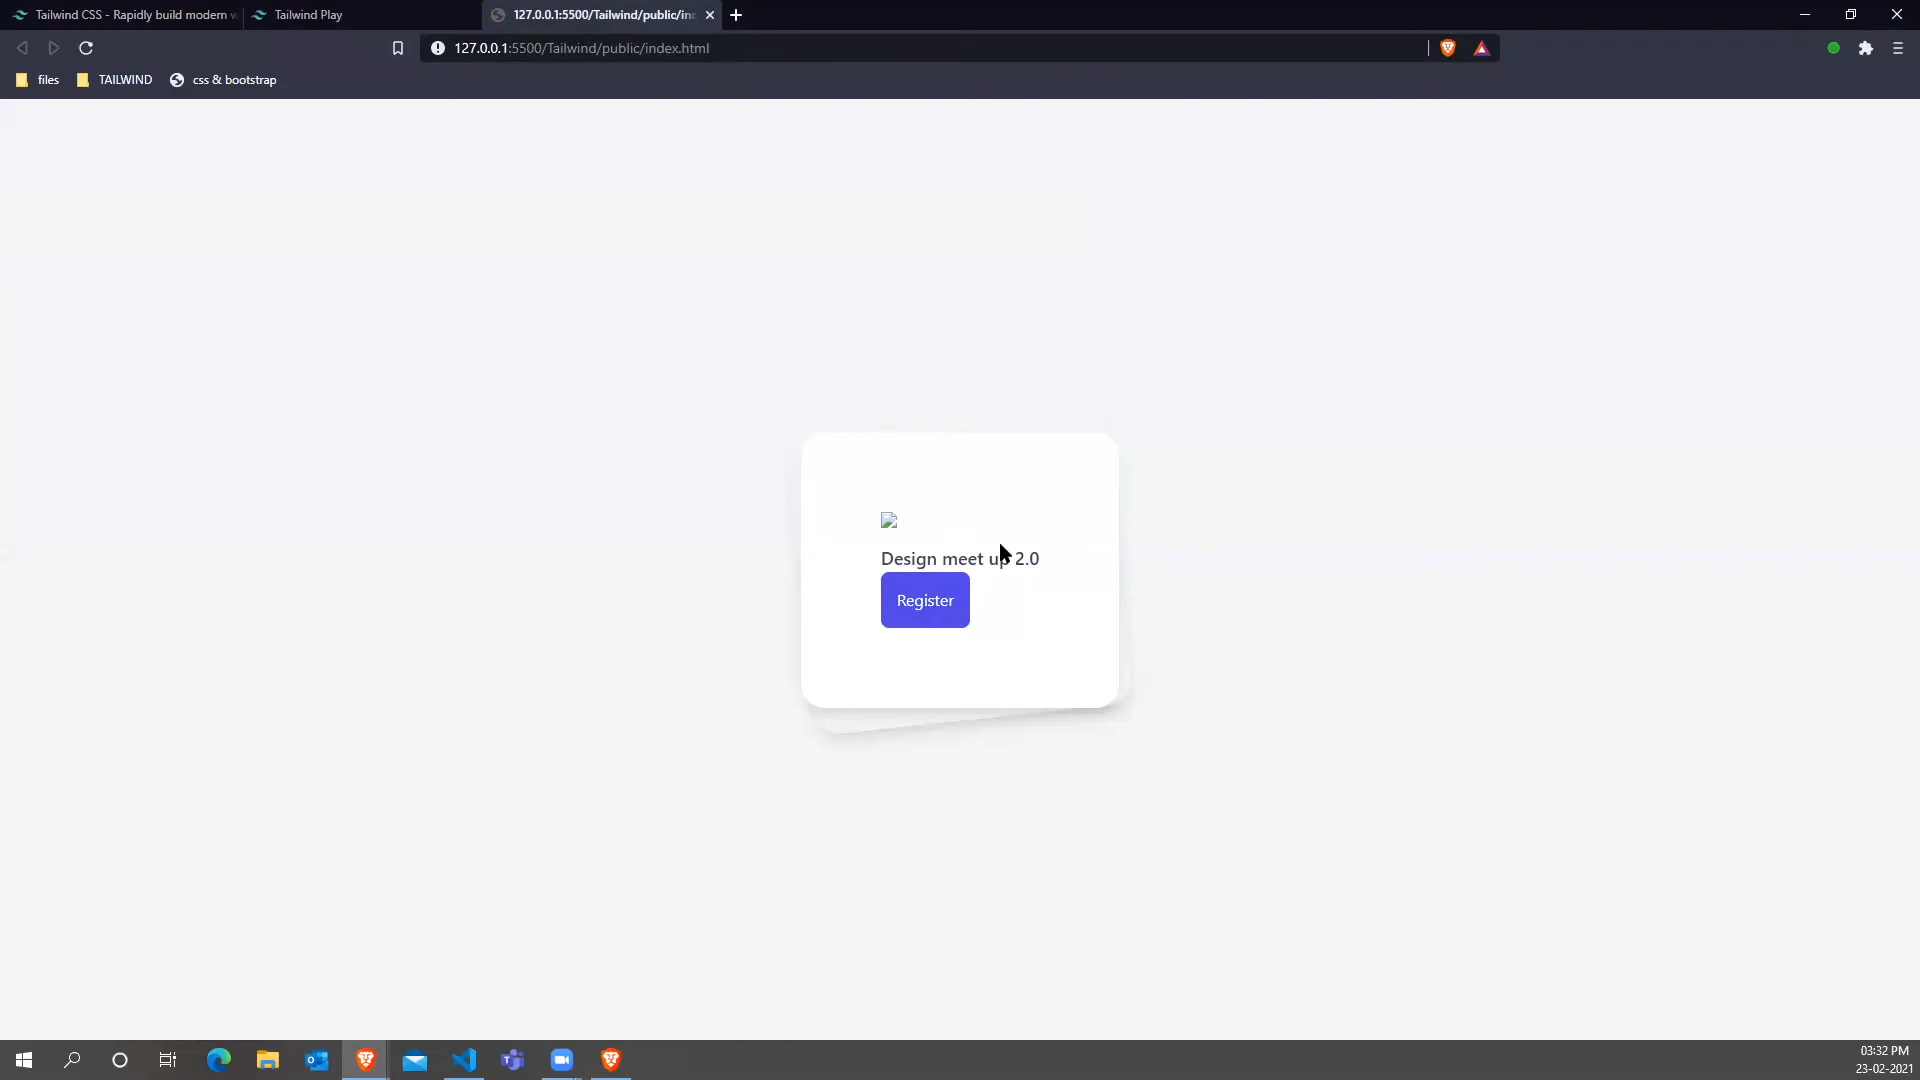 Tailwind CSS - Rapidly build modern w
Tailwind Play
127.0.0.1:5500/Tailwind/public/in
127.0.0.1:5500/Tailwind/public/index.html
files
TAILWIND
css & bootstrap
Design meet up 2.0
Register
03:32 PM
23-02-2021